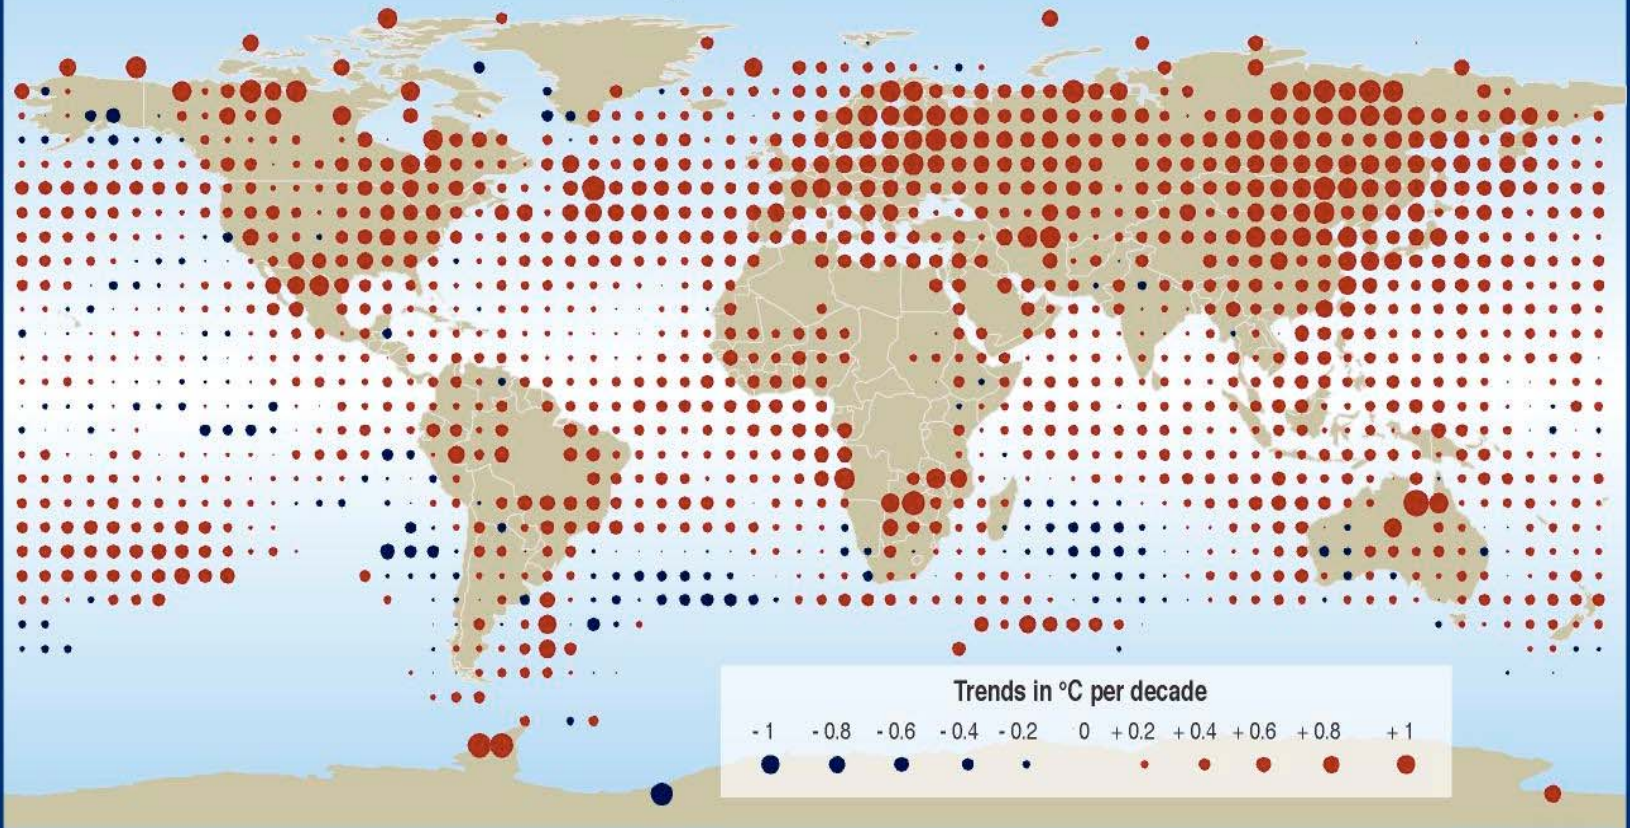 Trends in °C per decade
- 1 - 0.8 - 0.6 - 0.4 - 0.2 0 + 0.2 + 0.4 + 0.6 + 0.8 + 1